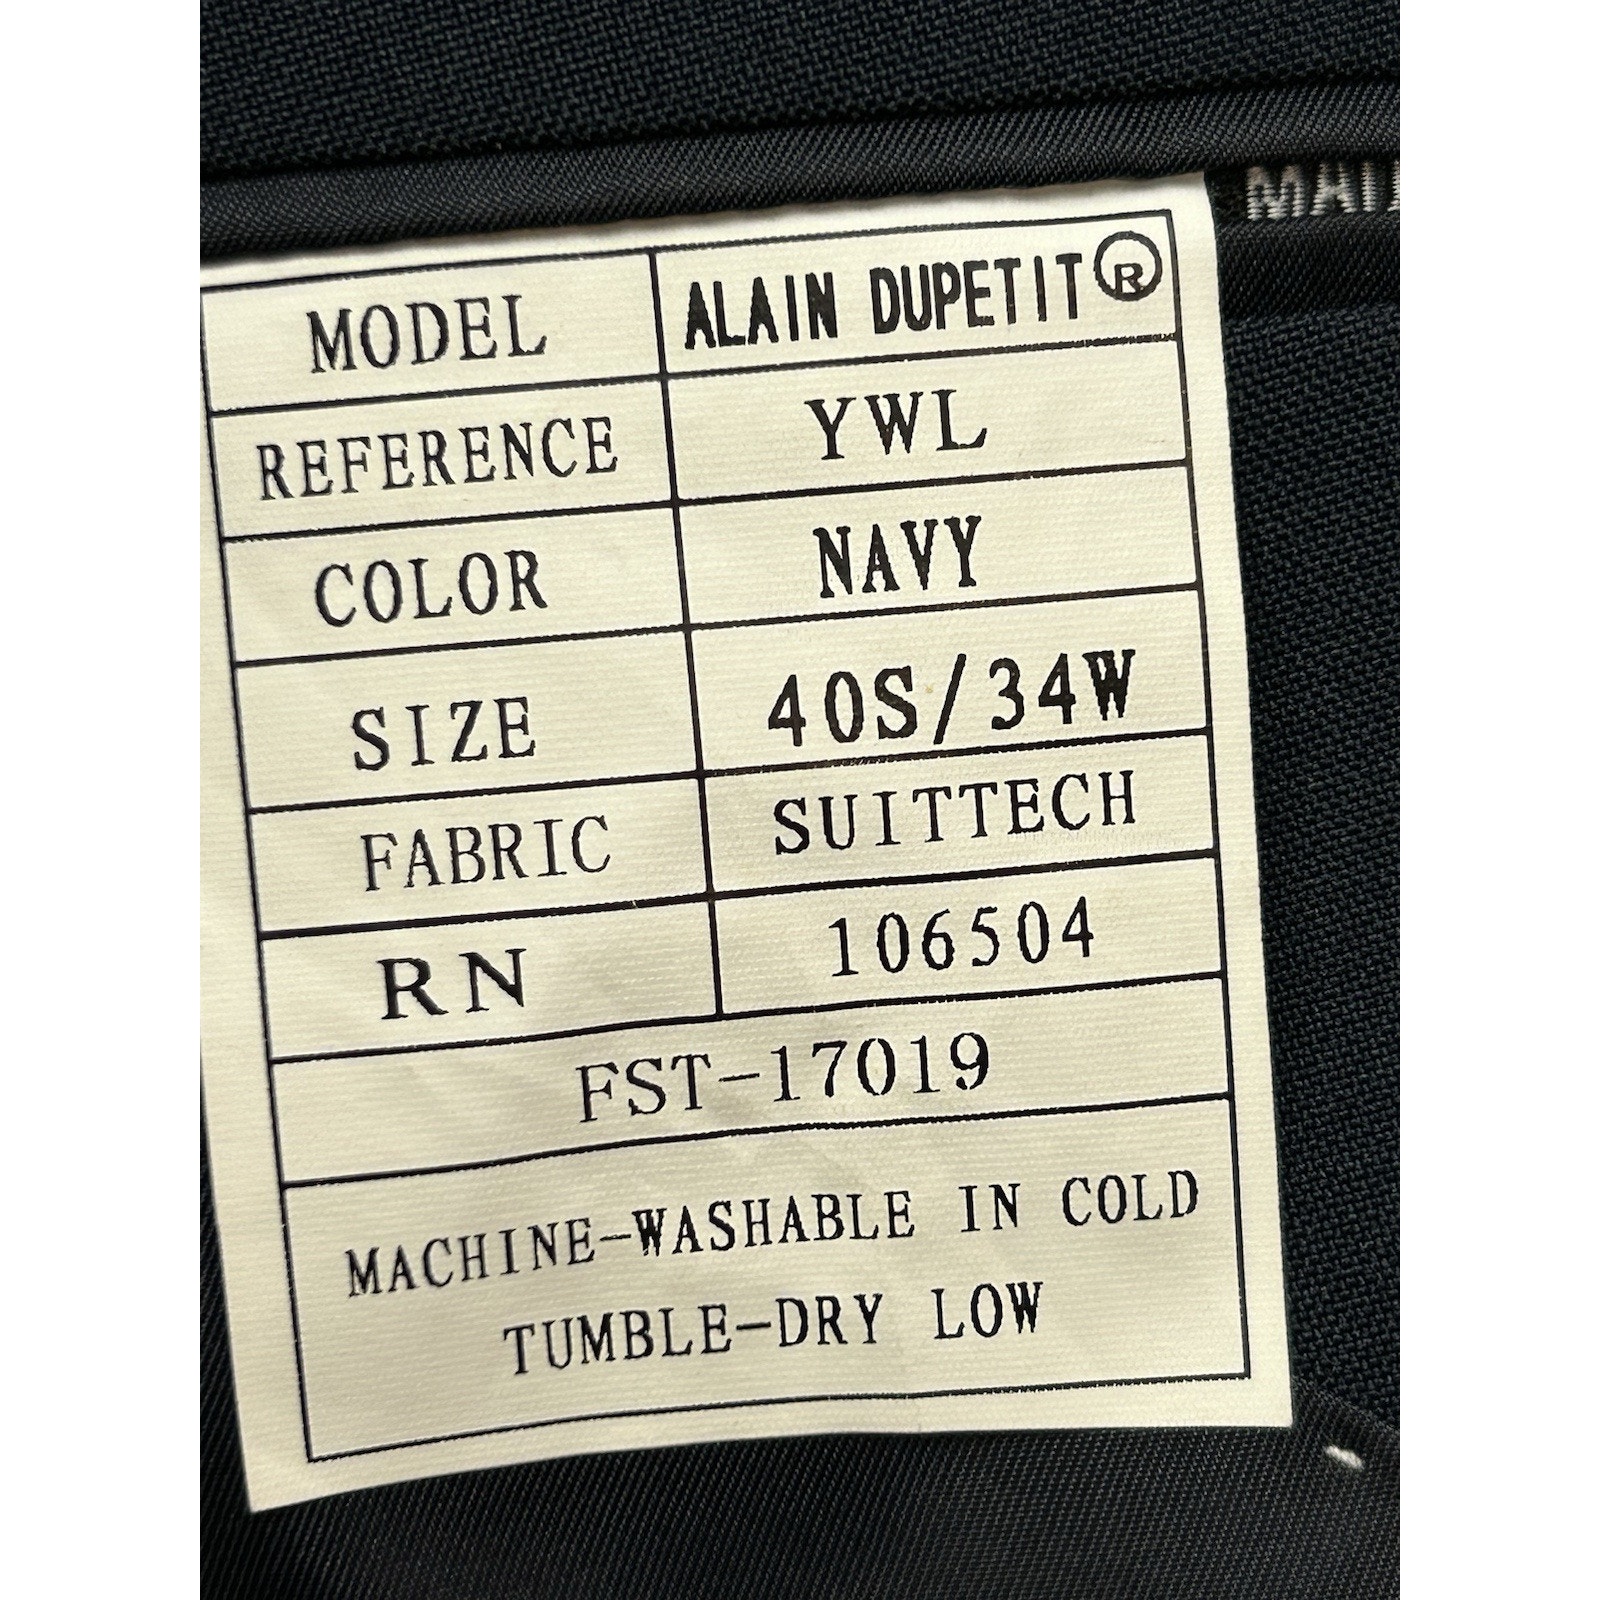 MODEL ALAIN DUPETIT®
REFERENCE YWL
COLOR NAVY
SIZE 40S/34W
FABRIC SUITTECH
RN 106504
FST-17019
MACHINE-WASHABLE IN COLD
TUMBLE-DRY LOW